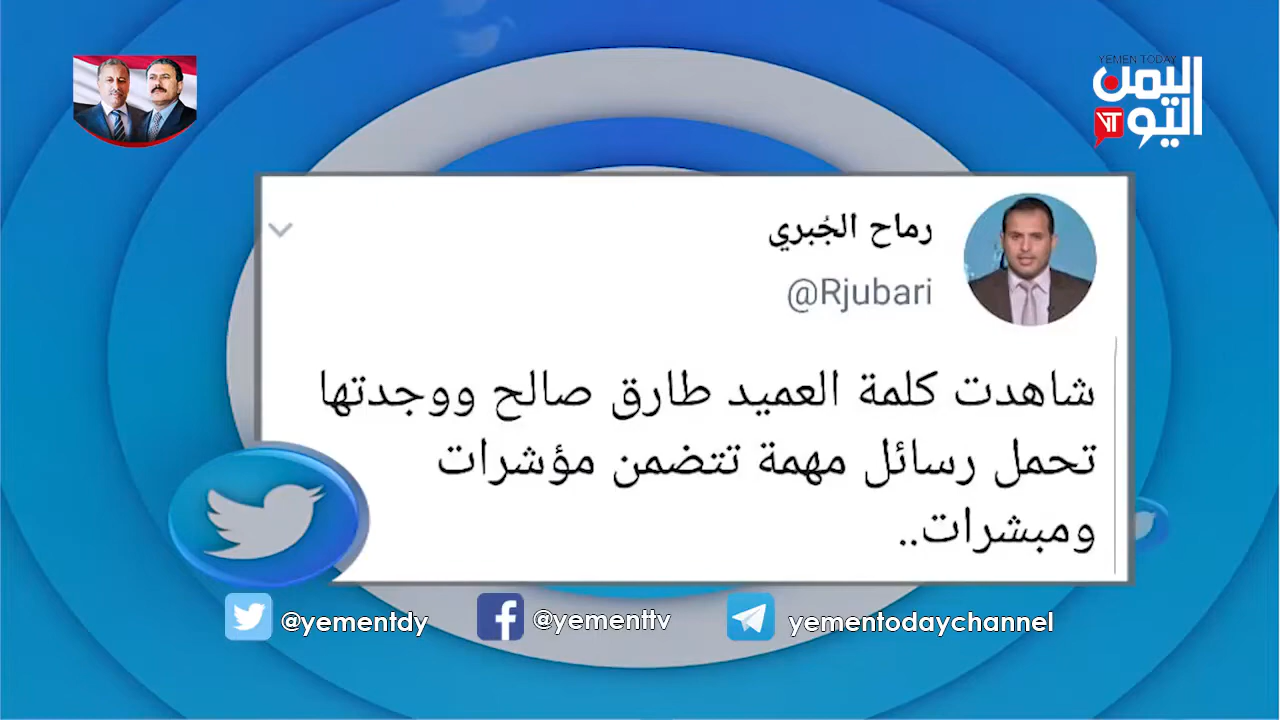 YEMEN TODAY
اليمن
اليوم
YT
رماح الجُبري
@Rjubari
شاهدت كلمة العميد طارق صالح ووجدتها
تحمل رسائل مهمة تتضمن مؤشرات
ومبشرات..
@yementdy
@yementtv
yementodaychannel